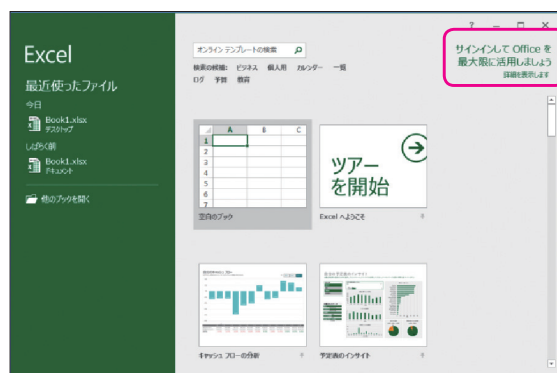 Excel
最近使ったファイル
今日
Book1.xlsx
デスクトップ
しばらく前
Book1.xlsx
ドキュメント
他のブックを開く
オンライン テンプレートの検索
検索の候補: ビジネス 個人用 カレンダー 一覧
ログ 予算 教育
? – □ ×
サインインして Office を
最大限に活用しましょう
詳細を表示します
A B C
1
2
3
4
5
6
7
空白のブック
ツアー
を開始
Excel へようこそ
キャッシュ フローの分析
予定表のインサイト